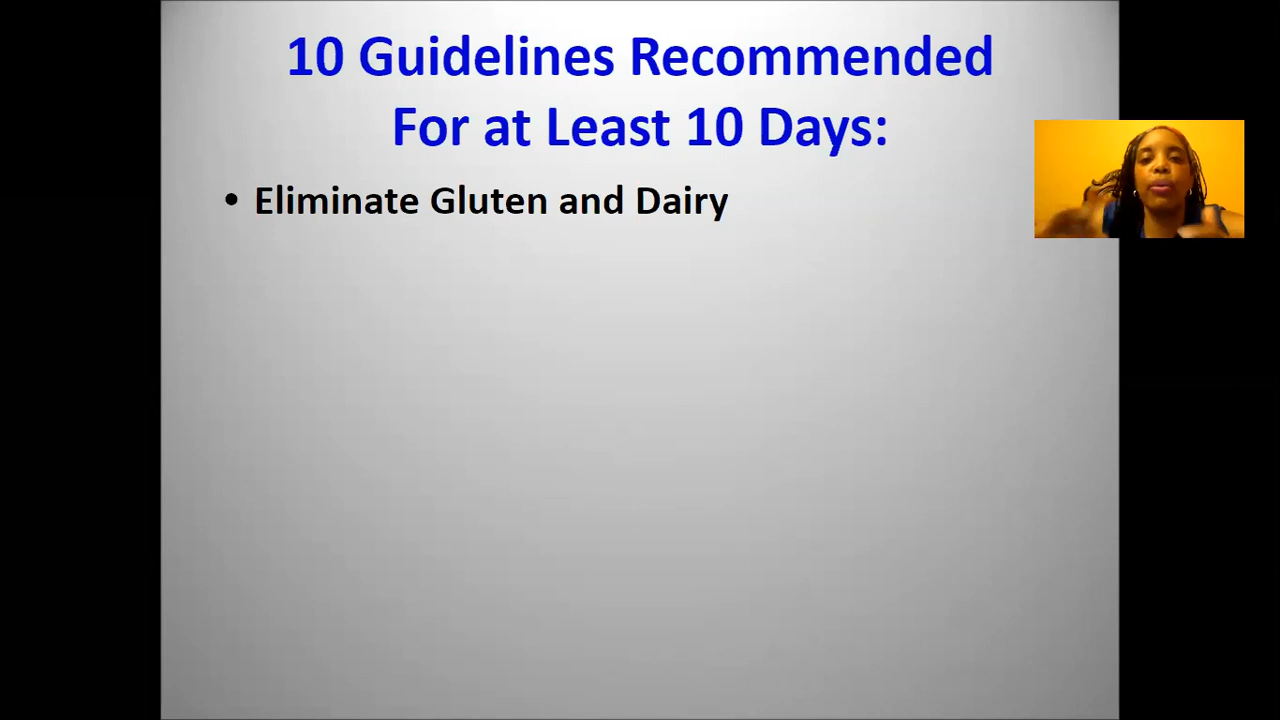 10 Guidelines Recommended
For at Least 10 Days:
• Eliminate Gluten and Dairy